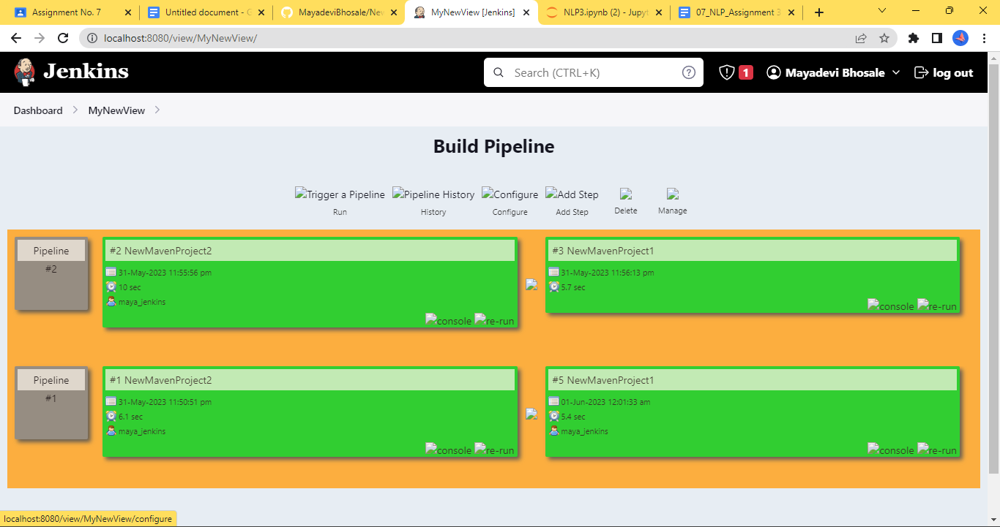 Assignment No. 7
Untitled document - G
MayadeviBhosale/New
MyNewView [Jenkins]
NLP3.ipynb (2) - Jupyt
07_NLP_Assignment 3
localhost:8080/view/MyNewView/
Jenkins
Search (CTRL+K)
1
Mayadevi Bhosale
log out
Dashboard
MyNewView
Build Pipeline
Trigger a Pipeline
Pipeline History
Configure
Add Step
Run
History
Configure
Add Step
Delete
Manage
Pipeline
#2
#2 NewMavenProject2
31-May-2023 11:55:56 pm
10 sec
maya_jenkins
console re-run
#3 NewMavenProject1
31-May-2023 11:56:13 pm
5.7 sec
console re-run
Pipeline
#1
#1 NewMavenProject2
31-May-2023 11:50:51 pm
6.1 sec
maya_jenkins
console re-run
#5 NewMavenProject1
01-Jun-2023 12:01:33 am
5.4 sec
maya_jenkins
console re-run
localhost:8080/view/MyNewView/configure